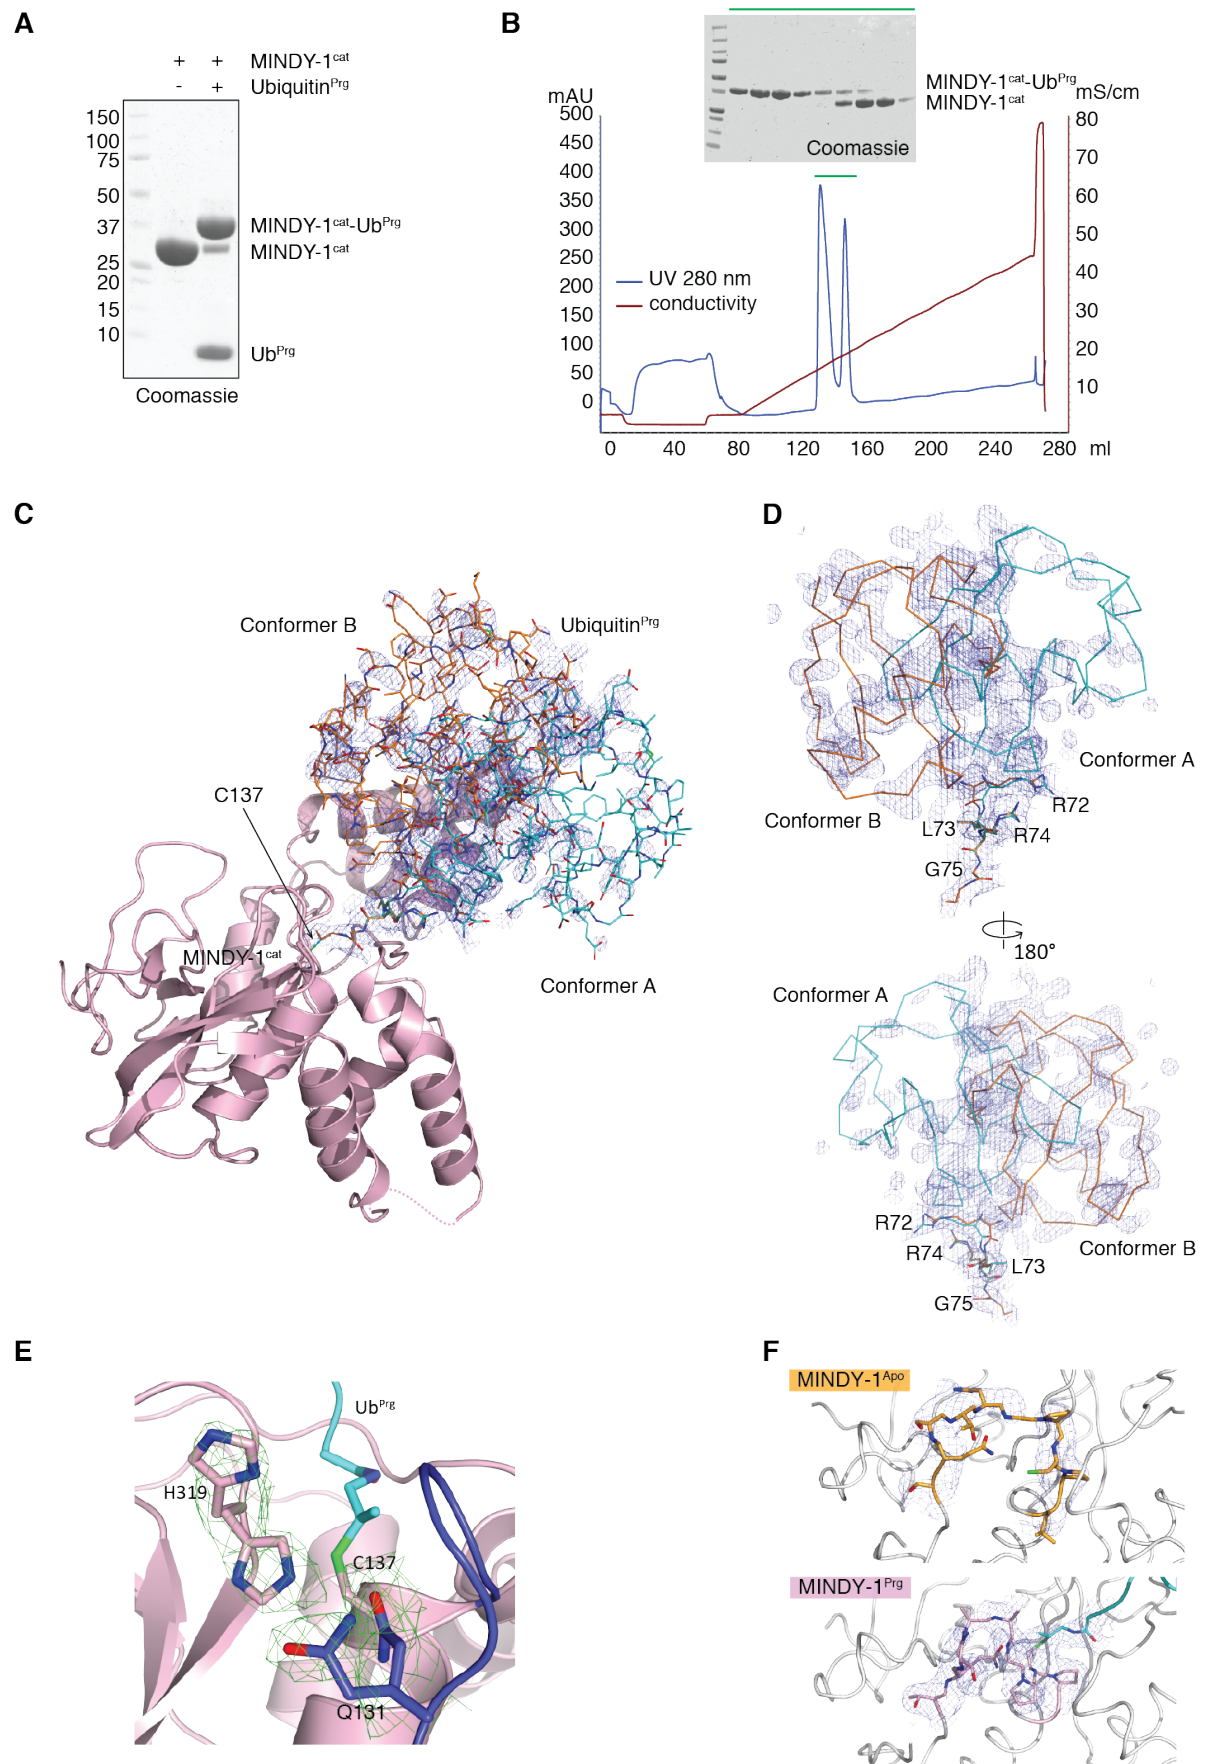 A
+ + MINDY-1cat
- + UbiquitinPrg
150
100
75
50
37
25
20
15
10
MINDY-1cat-UbPrg
MINDY-1cat
UbPrg
Coomassie
B
MINDY-1cat-UbPrg
MINDY-1cat
Coomassie
mAU
500
450
400
350
300
250
200
150
100
50
0
mS/cm
80
70
60
50
40
30
20
10
UV 280 nm
conductivity
0 40 80 120 160 200 240 280 ml
C
Conformer B
UbiquitinPrg
C137
MINDY-1cat
Conformer A
D
Conformer A
Conformer B
R72
L73
R74
G75
180°
Conformer A
R72
R74
L73
Conformer B
G75
E
UbPrg
H319
C137
Q131
F
MINDY-1Apo
MINDY-1Prg